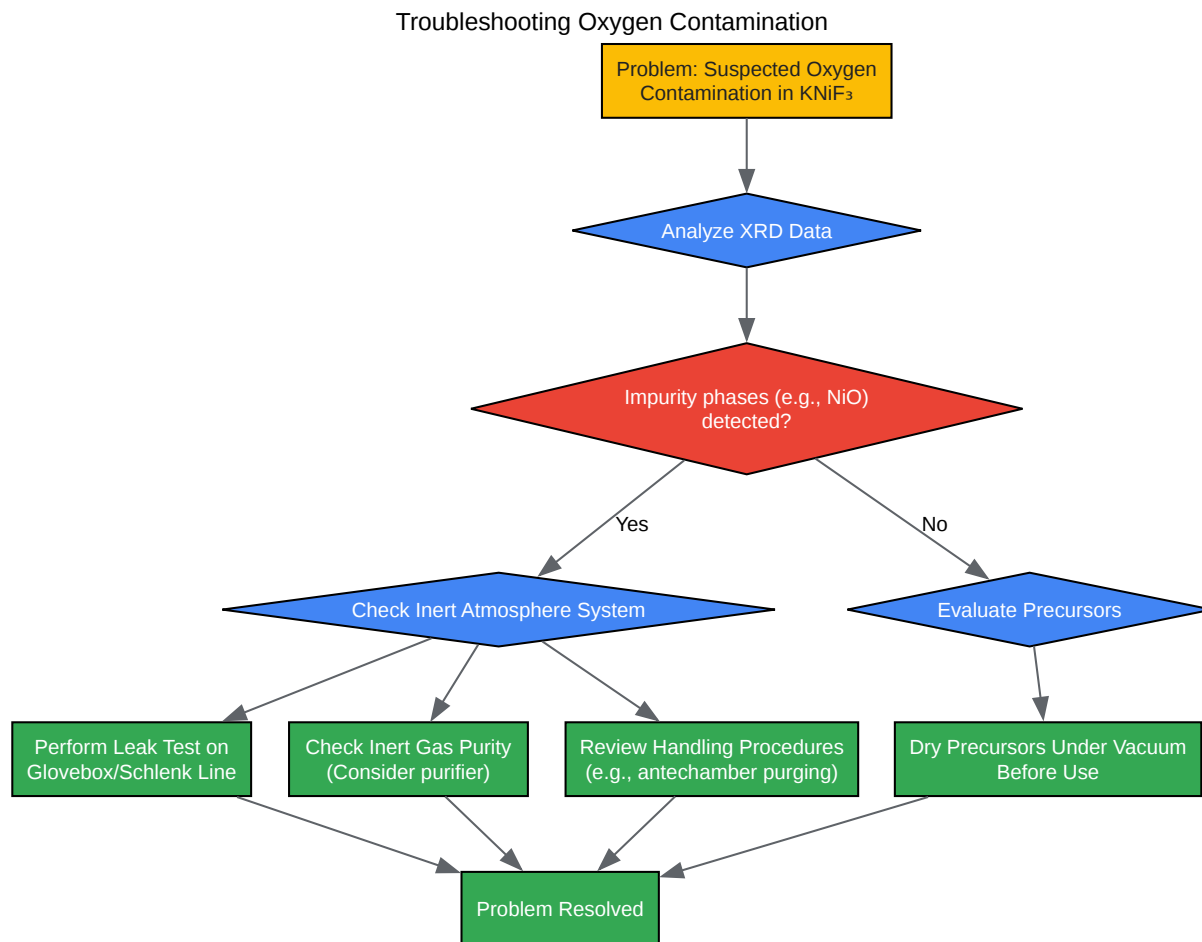 Troubleshooting Oxygen Contamination
Problem: Suspected Oxygen
Contamination in KNiF₃
Analyze XRD Data
Impurity phases (e.g., NiO)
detected?
Yes
No
Check Inert Atmosphere System
Evaluate Precursors
Perform Leak Test on
Glovebox/Schlenk Line
Check Inert Gas Purity
(Consider purifier)
Review Handling Procedures
(e.g., antechamber purging)
Dry Precursors Under Vacuum
Before Use
Problem Resolved